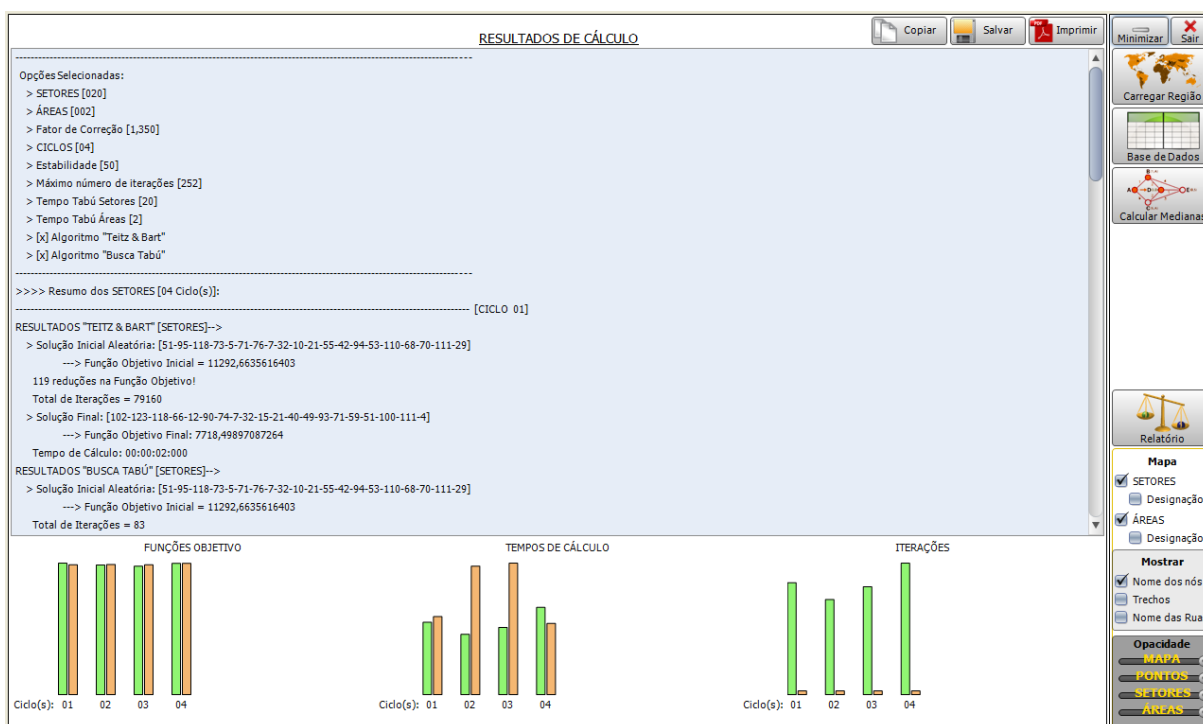 RESULTADOS DE CÁLCULO
Copiar
Salvar
Imprimir
Minimizar
Sair
Opções Selecionadas:
> SETORES [020]
> ÁREAS [002]
> Fator de Correção [1,350]
> CICLOS [04]
> Estabilidade [50]
> Máximo número de iterações [252]
> Tempo Tabú Setores [20]
> Tempo Tabú Áreas [2]
> [x] Algoritmo "Teitz & Bart"
> [x] Algoritmo "Busca Tabú"
>>>> Resumo dos SETORES [04 Ciclo(s)]:
[CICLO 01]
RESULTADOS "TEITZ & BART" [SETORES]-->
> Solução Inicial Aleatória: [51-95-118-73-5-71-76-7-32-10-21-55-42-94-53-110-68-70-111-29]
---> Função Objetivo Inicial = 11292,6635616403
119 reduções na Função Objetivo!
Total de Iterações = 79160
> Solução Final: [102-123-118-66-12-90-74-7-32-15-21-40-49-93-71-59-51-100-111-4]
---> Função Objetivo Final: 7718,49897087264
Tempo de Cálculo: 00:00:02:000
RESULTADOS "BUSCA TABÚ" [SETORES]-->
> Solução Inicial Aleatória: [51-95-118-73-5-71-76-7-32-10-21-55-42-94-53-110-68-70-111-29]
---> Função Objetivo Inicial = 11292,6635616403
Total de Iterações = 83
FUNÇÕES OBJETIVO
Ciclo(s): 01 02 03 04
TEMPOS DE CÁLCULO
Ciclo(s): 01 02 03 04
ITERAÇÕES
Ciclo(s): 01 02 03 04
Carregar Região
Base de Dados
Calcular Medianas
Relatório
Mapa
SETORES
Designação
ÁREAS
Designação
Mostrar
Nome dos nós
Trechos
Nome das Rua
Opacidade
MAPA
PONTOS
SETORES
ÁREAS